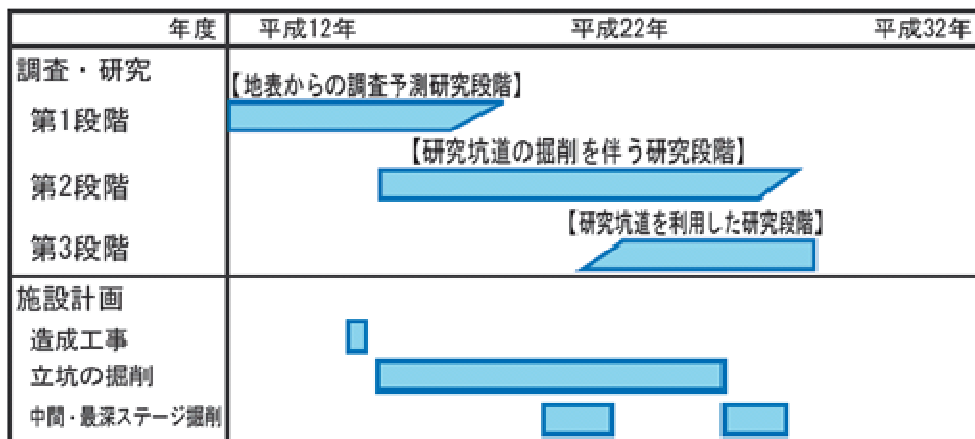 年度 平成12年 平成22年 平成32年
調査・研究
【地表からの調査予測研究段階】
第1段階
【研究坑道の掘削を伴う研究段階】
第2段階
【研究坑道を利用した研究段階】
第3段階
施設計画
造成工事
立坑の掘削
中間・最深ステージ掘削